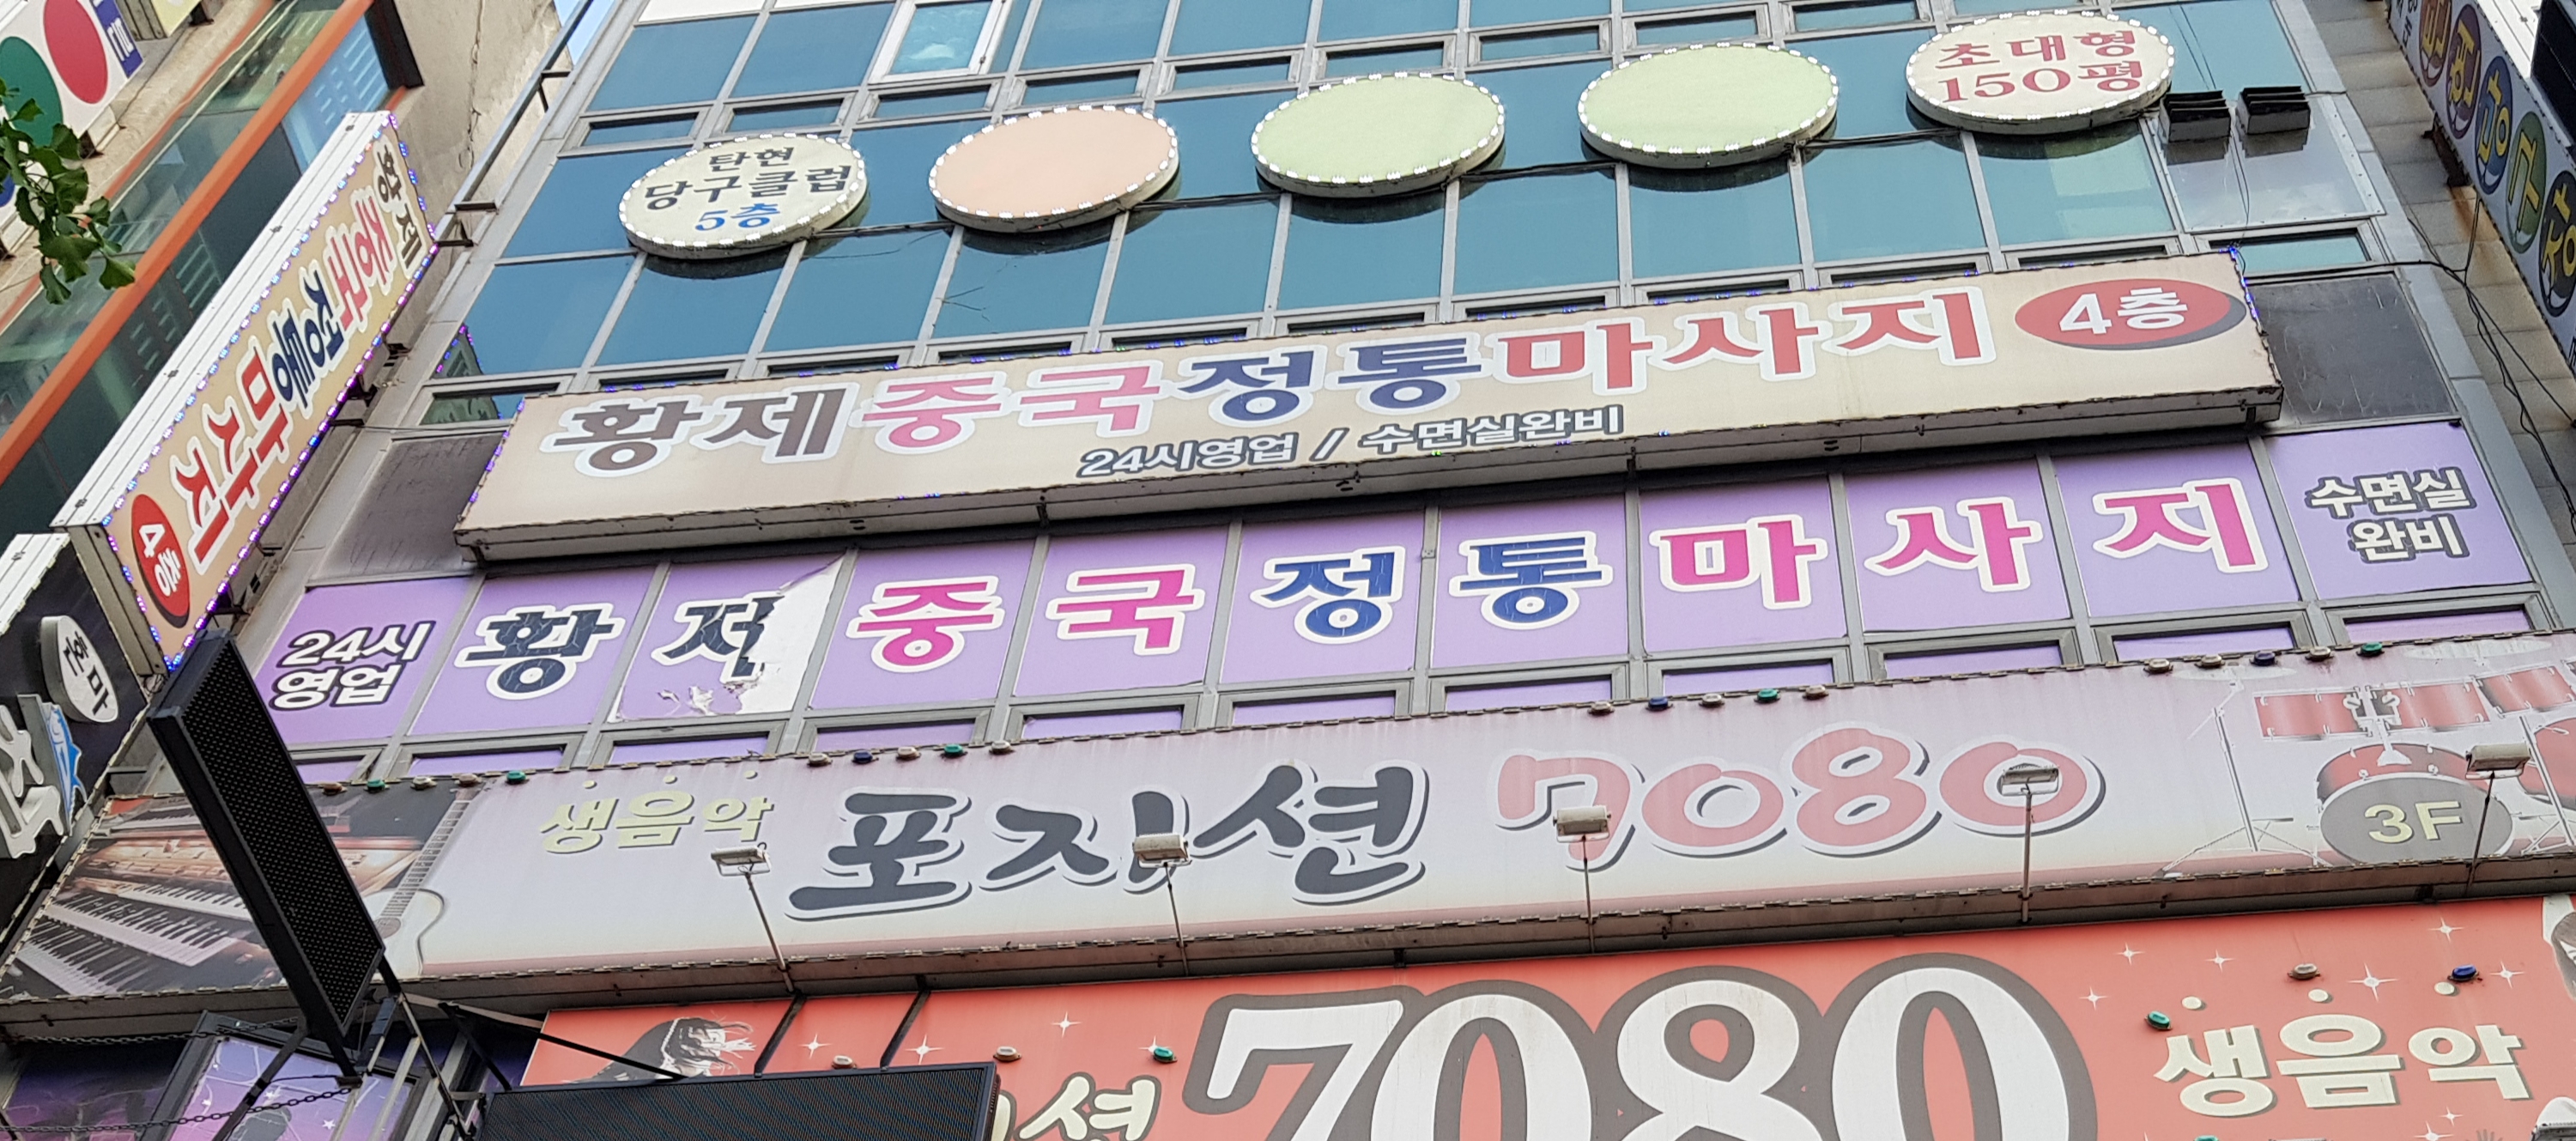 초대형
150평
탄현
당구클럽
5층
황제중국정통마사지 4층
24시영업 / 수면실완비
황제 중국 정통 마사지 4층
24시
영업
황제중국정통마사지
수면실
완비
생음악 포지션 7080 3F
7080 생음악